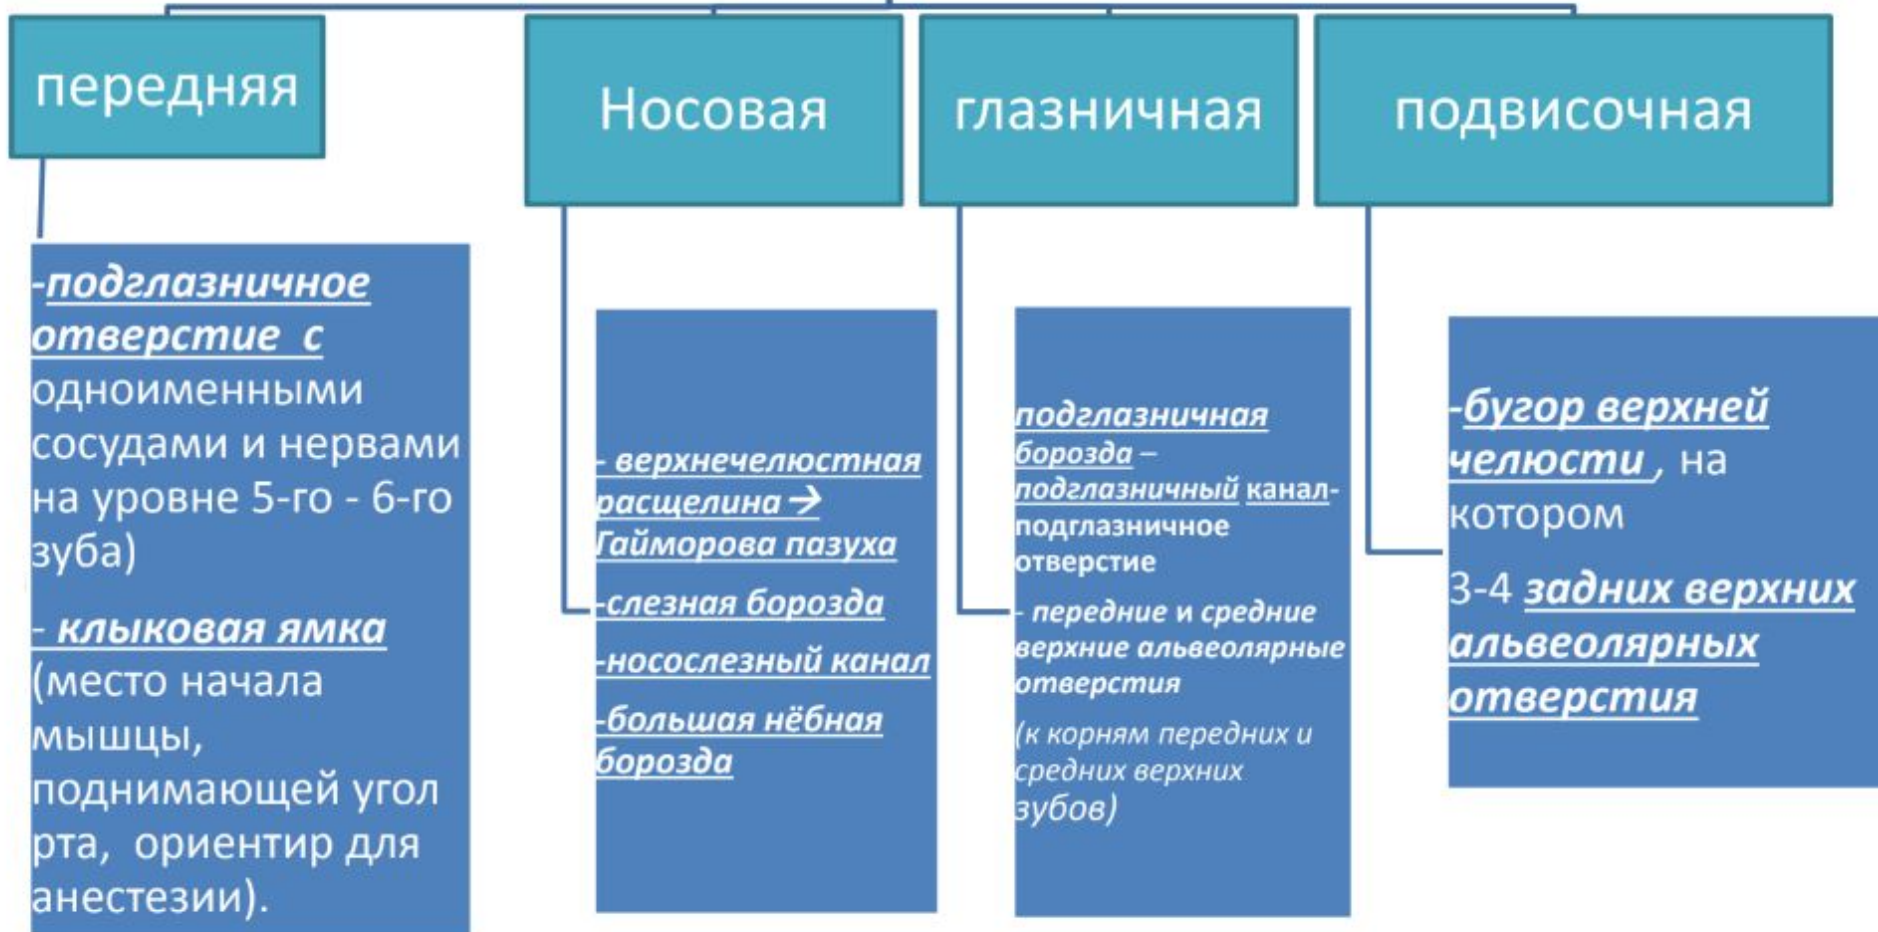 передняя
Носовая
глазничная
подвисочная
-подглазничное
отверстие с
одноименными
сосудами и нервами
на уровне 5-го - 6-го
зуба)
- клыковая ямка
(место начала
мышцы,
поднимающей угол
рта, ориентир для
анестезии).
- верхнечелюстная
расщелина→
Гайморова пазуха
-слезная борозда
-носослезный канал
-большая нёбная
борозда
подглазничная
борозда –
подглазничный канал-
подглазничное
отверстие
- передние и средние
верхние альвеолярные
отверстия
(к корням передних и
средних верхних
зубов)
-бугор верхней
челюсти , на
котором
3-4 задних верхних
альвеолярных
отверстия